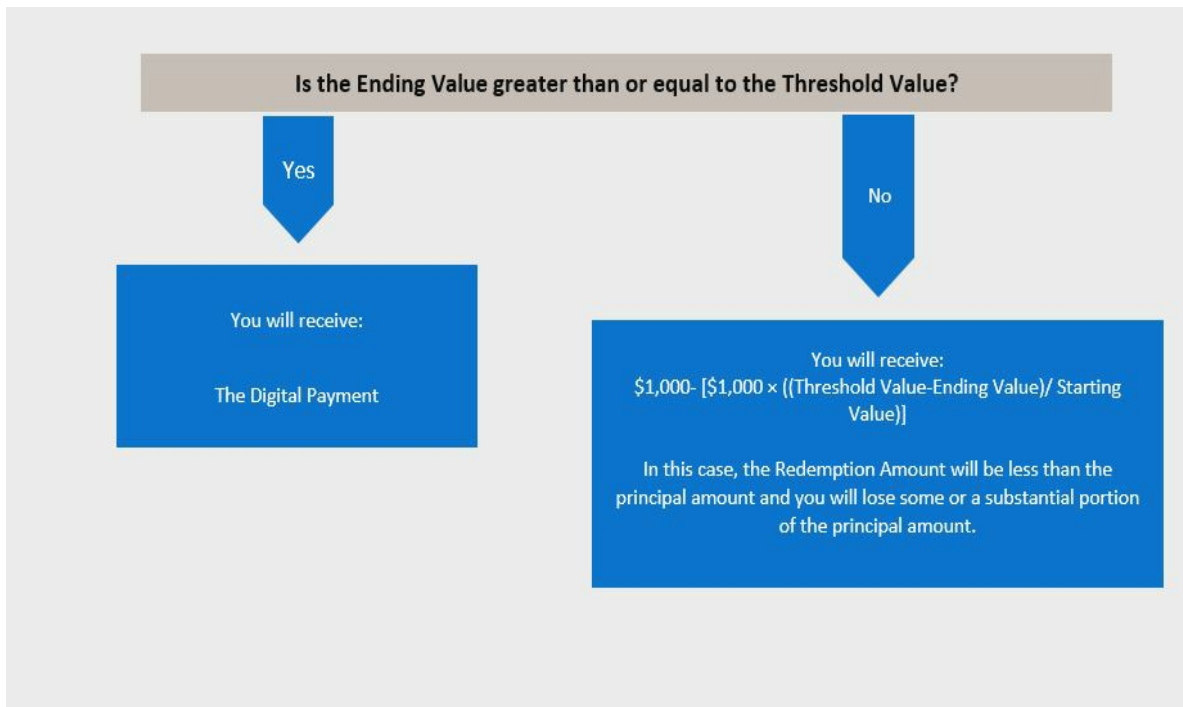 Is the Ending Value greater than or equal to the Threshold Value?
Yes
No
You will receive:
The Digital Payment
You will receive:
$1,000- [$1,000 × ((Threshold Value-Ending Value)/ Starting
Value)]
In this case, the Redemption Amount will be less than the
principal amount and you will lose some or a substantial portion
of the principal amount.